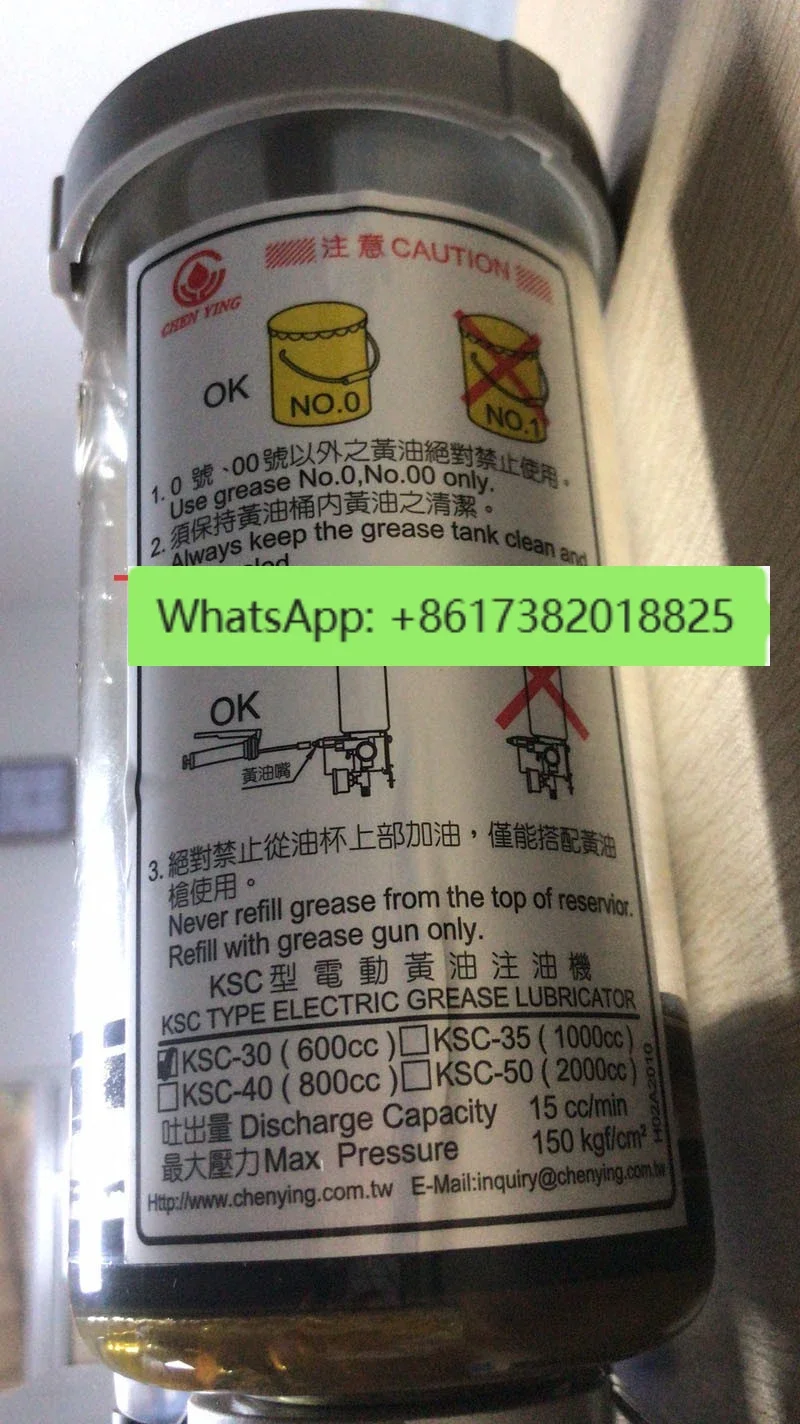 CHEN YING
注意 CAUTION
OK
NO.0
NO.1
1. 0 號、00號以外之黃油絕對禁止使用。
Use grease No.0,No.00 only.
2. 須保持黃油桶內黃油之清潔。
Always keep the grease tank clean and
WhatsApp: +8617382018825
OK
黃油嘴
3. 絕對禁止從油杯上部加油，僅能搭配黃油
槍使用。
Never refill grease from the top of reservior.
Refill with grease gun only.
KSC型電動黃油注油機
KSC TYPE ELECTRIC GREASE LUBRICATOR
KSC-30 ( 600cc ) KSC-35 ( 1000cc )
KSC-40 ( 800cc ) KSC-50 ( 2000cc )
吐出量 Discharge Capacity 15 cc/min
最大壓力 Max Pressure 150 kgf/cm²
Http://www.chenying.com.tw E-Mail:inquiry@chenying.com.tw
H02A2010